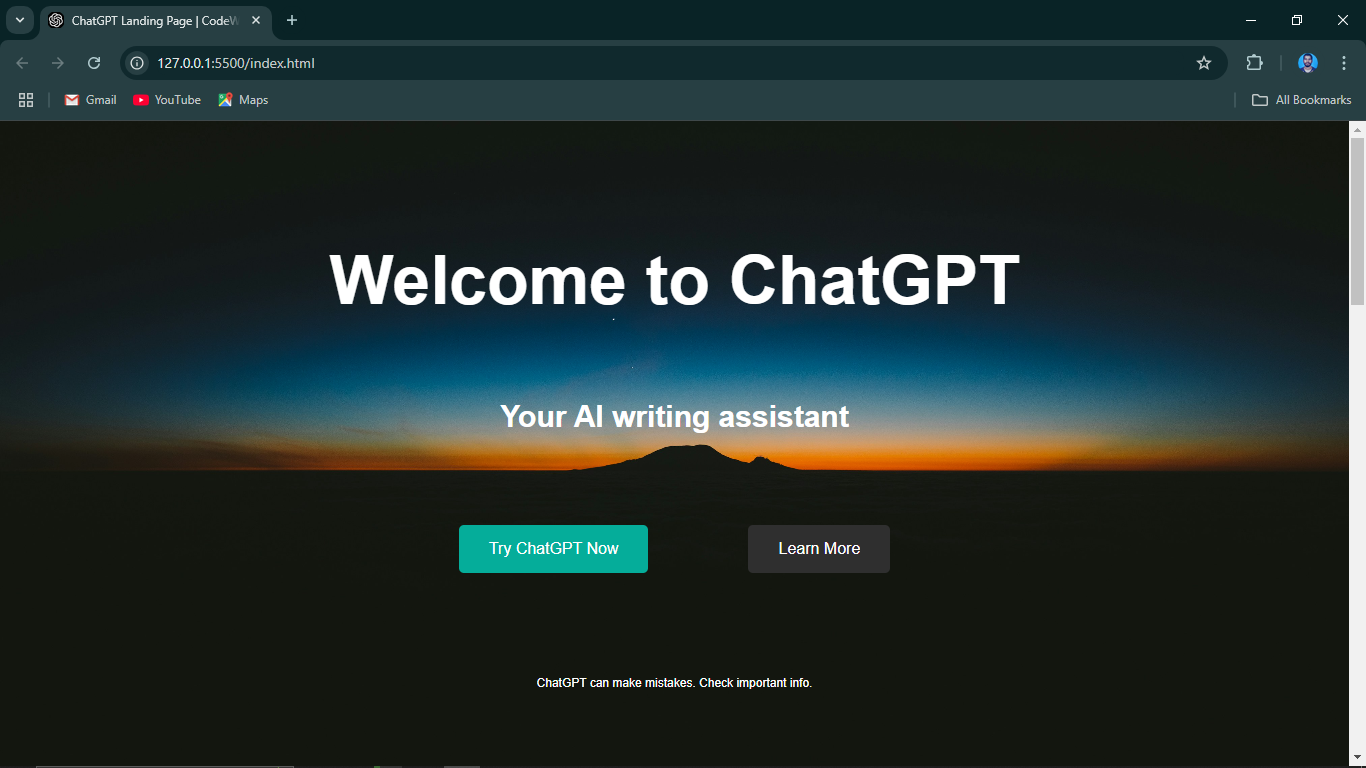 ChatGPT Landing Page | CodeW
127.0.0.1:5500/index.html
Gmail YouTube Maps All Bookmarks
Welcome to ChatGPT
Your AI writing assistant
Try ChatGPT Now Learn More
ChatGPT can make mistakes. Check important info.